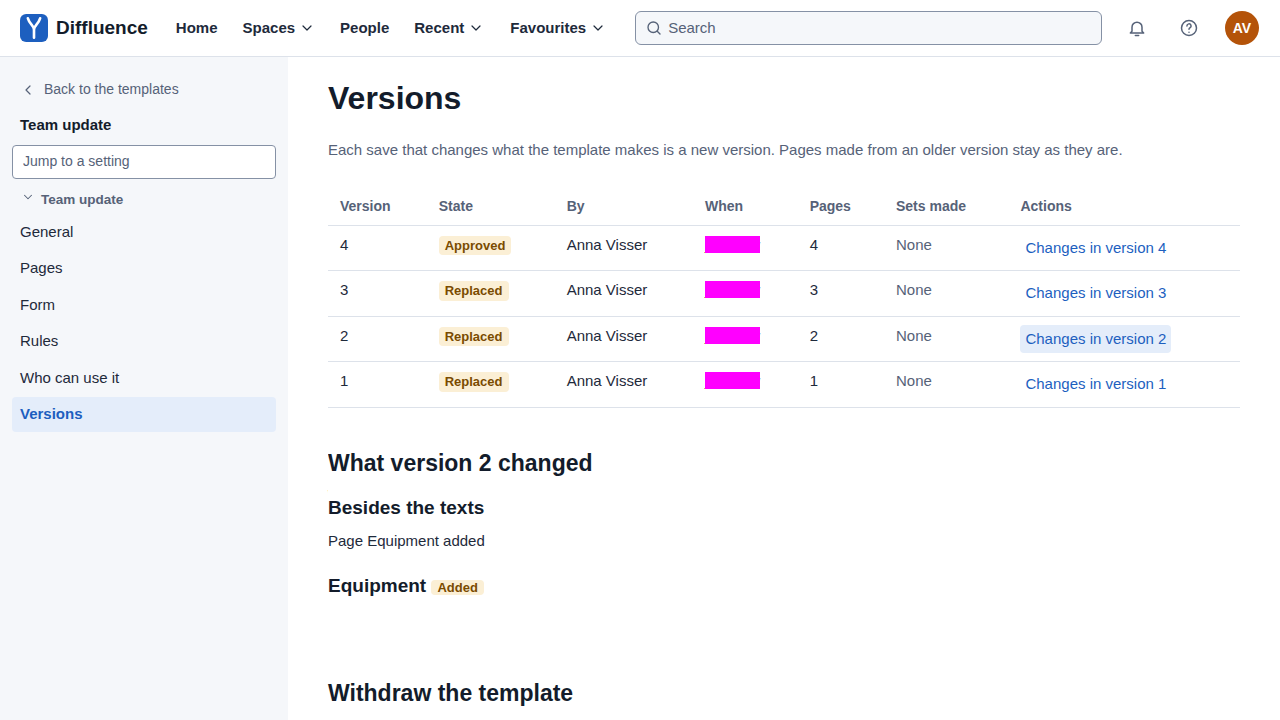 Diffluence Home Spaces People Recent Favourites Search AV
Back to the templates
Team update
Jump to a setting
Team update
General
Pages
Form
Rules
Who can use it
Versions
Versions
Each save that changes what the template makes is a new version. Pages made from an older version stay as they are.
Version State By When Pages Sets made Actions
4 Approved Anna Visser 4 None Changes in version 4
3 Replaced Anna Visser 3 None Changes in version 3
2 Replaced Anna Visser 2 None Changes in version 2
1 Replaced Anna Visser 1 None Changes in version 1
What version 2 changed
Besides the texts
Page Equipment added
Equipment Added
Withdraw the template